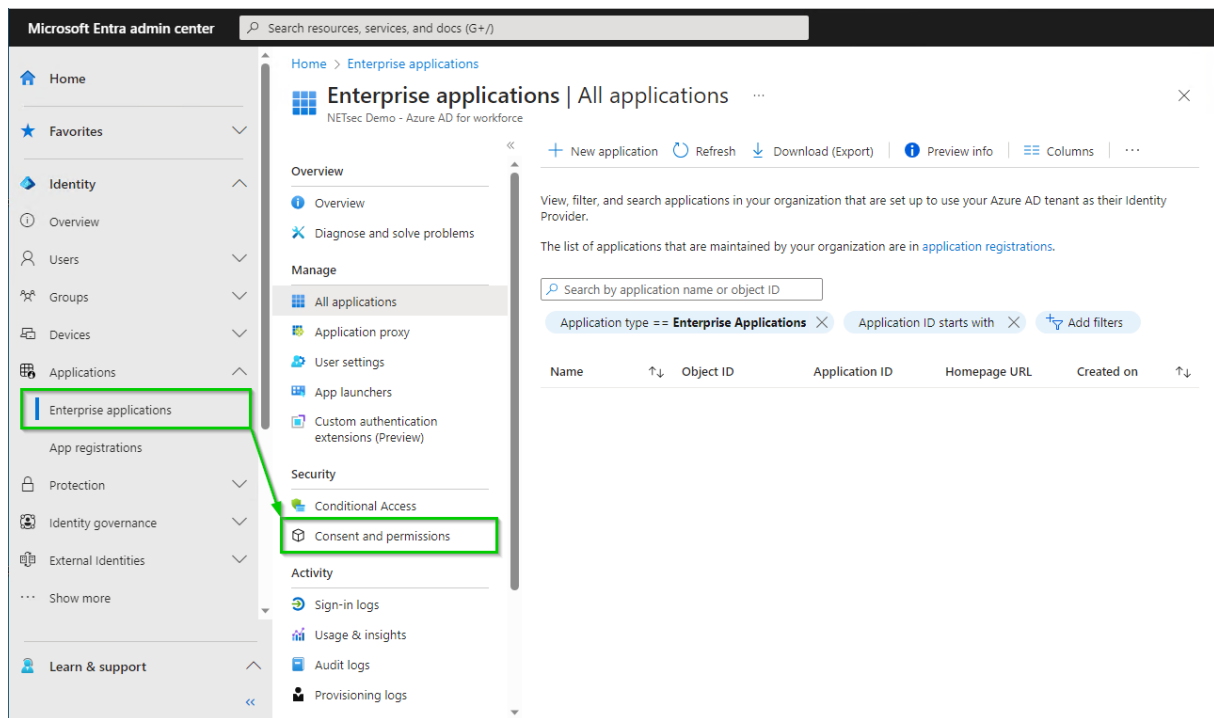 Microsoft Entra admin center
Search resources, services, and docs (G+/)
Home
Favorites
Identity
Overview
Users
Groups
Devices
Applications
Enterprise applications
App registrations
Protection
Identity governance
External Identities
Show more
Learn & support
Home > Enterprise applications
Enterprise applications | All applications
NETsec Demo - Azure AD for workforce
Overview
Overview
Diagnose and solve problems
Manage
All applications
Application proxy
User settings
App launchers
Custom authentication
extensions (Preview)
Security
Conditional Access
Consent and permissions
Activity
Sign-in logs
Usage & insights
Audit logs
Provisioning logs
New application Refresh Download (Export) Preview info Columns
View, filter, and search applications in your organization that are set up to use your Azure AD tenant as their Identity
Provider.
The list of applications that are maintained by your organization are in application registrations.
Search by application name or object ID
Application type == Enterprise Applications Application ID starts with Add filters
Name Object ID Application ID Homepage URL Created on